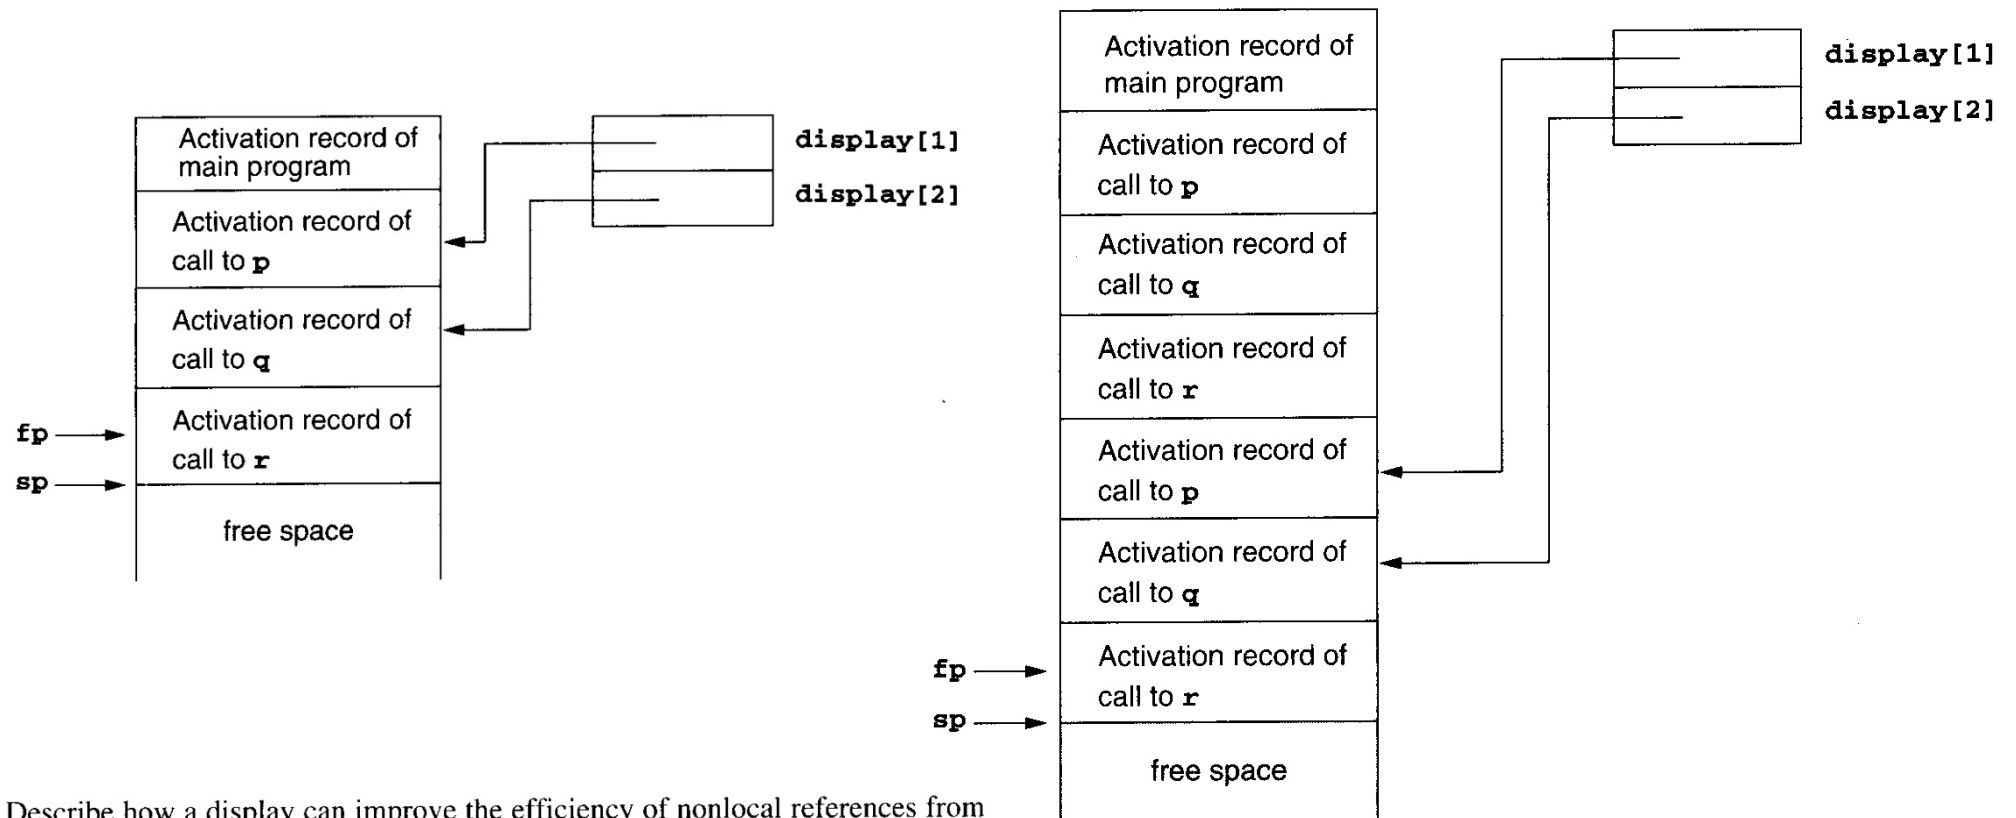 Activation record of
main program
Activation record of
call to p
Activation record of
call to q
Activation record of
call to r
free space
fp
sp
display[1]
display[2]
Describe how a display can improve the efficiency of nonlocal references from
Activation record of
main program
Activation record of
call to p
Activation record of
call to q
Activation record of
call to r
Activation record of
call to p
Activation record of
call to q
Activation record of
call to r
free space
fp
sp
display[1]
display[2]